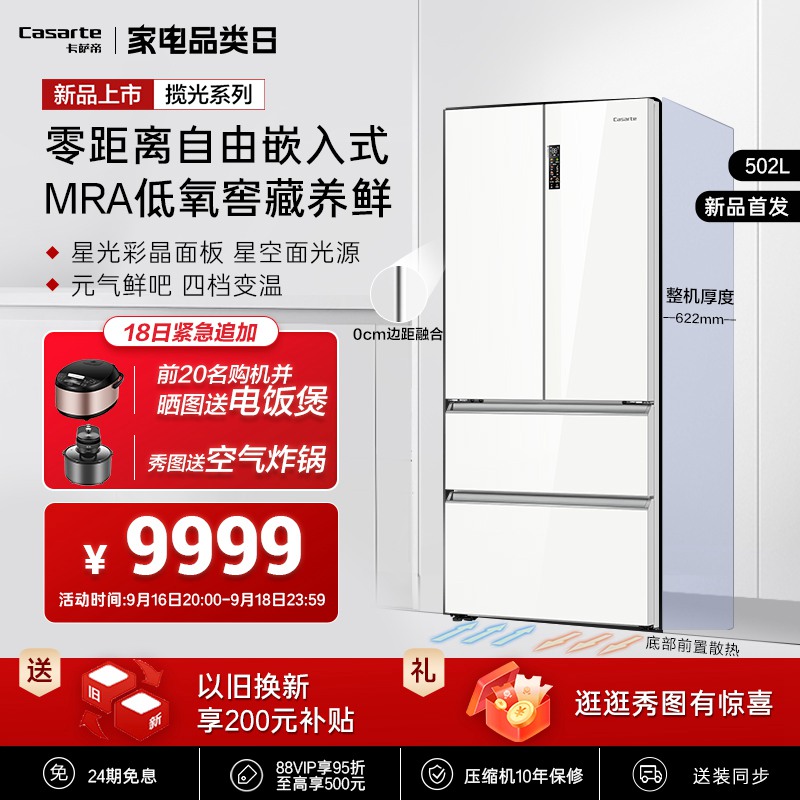 Casarte
卡萨帝
家电品类日
新品上市
揽光系列
零距离自由嵌入式
MRA低氧窖藏养鲜
星光彩晶面板 星空面光源
元气鲜吧 四档变温
18日紧急追加
前20名购机并
晒图送电饭煲
秀图送空气炸锅
¥9999
活动时间:9月16日20:00-9月18日23:59
0cm边距融合
Casarte
502L
新品首发
整机厚度
622mm
底部前置散热
送
旧
新
以旧换新
享200元补贴
礼
逛逛秀图有惊喜
免
24期免息
88VIP享95折
至高享500元
压缩机10年保修
送装同步